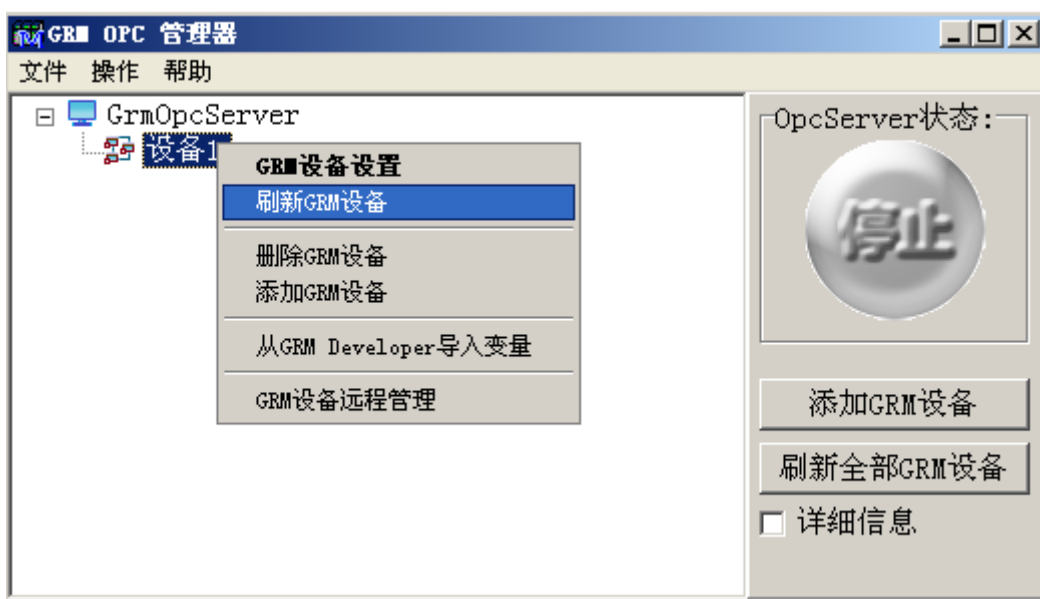 GRM OPC 管理器
文件 操作 帮助
GrmOpcServer
设备1
GRM设备设置
刷新GRM设备
删除GRM设备
添加GRM设备
从GRM Developer导入变量
GRM设备远程管理
OpcServer状态:
停止
添加GRM设备
刷新全部GRM设备
详细信息